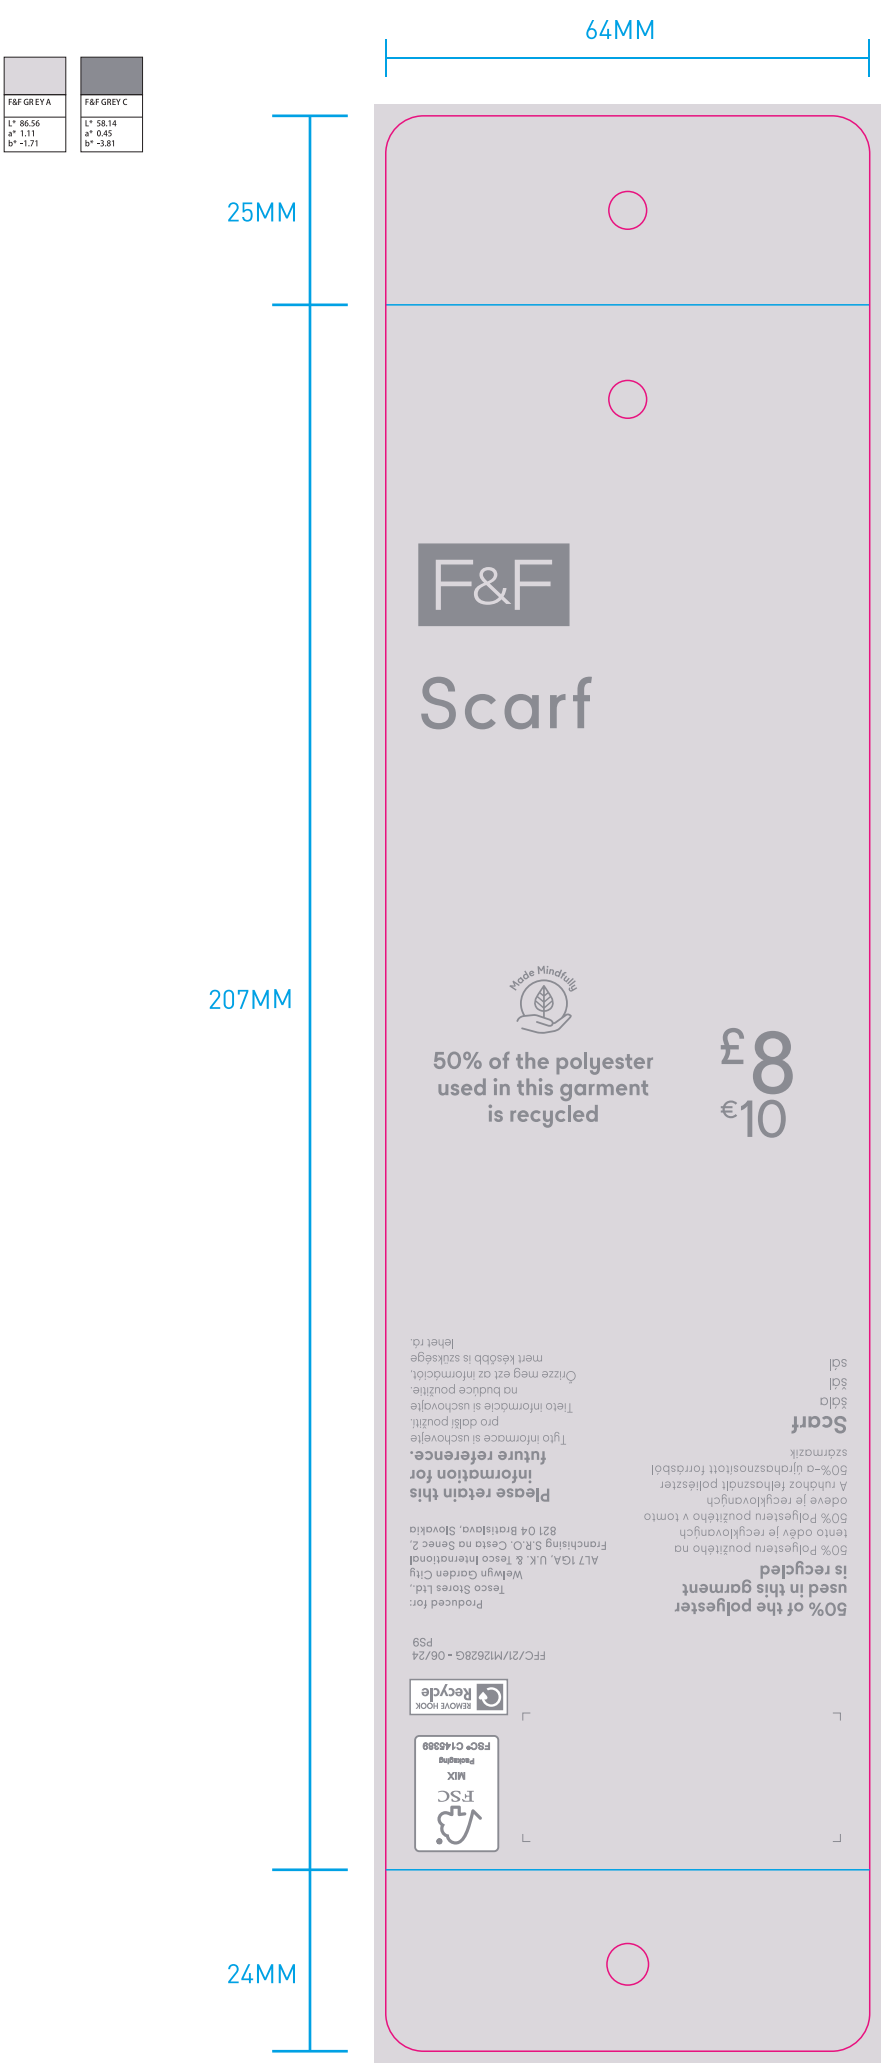 64MM
F&F GREY A
L* 86.56
a* 1.11
b* -1.71
F&F GREY C
L* 58.14
a* 0.45
b* -3.81
25MM
207MM
24MM
F&F
Scarf
Made Mindfully
50% of the polyester
used in this garment
is recycled
£8
€10
FSC
MIX
Packaging
FSC® C145389
REMOVE HOOK
Recycle
FFC/21/M12628G - 06/24
PS9
50% of the polyester
used in this garment
is recycled
50% Polyesteru použitého na
tento oděv je recyklovaných
50% Polyesteru použitého v tomto
odeve je recyklovaných
A ruhához felhasznált poliészter
50%-a újrahasznosított forrásból
származik
Scarf
šála
šál
sál
Produced for:
Tesco Stores Ltd.,
Welwyn Garden City
AL7 1GA, U.K. & Tesco International
Franchising S.R.O. Cesta na Senec 2,
821 04 Bratislava, Slovakia
Please retain this
information for
future reference.
Tyto informace si uschovejte
pro další použití.
Tieto informácie si uschovajte
na budúce použitie.
Őrizze meg ezt az információt,
mert később is szüksége
lehet rá.